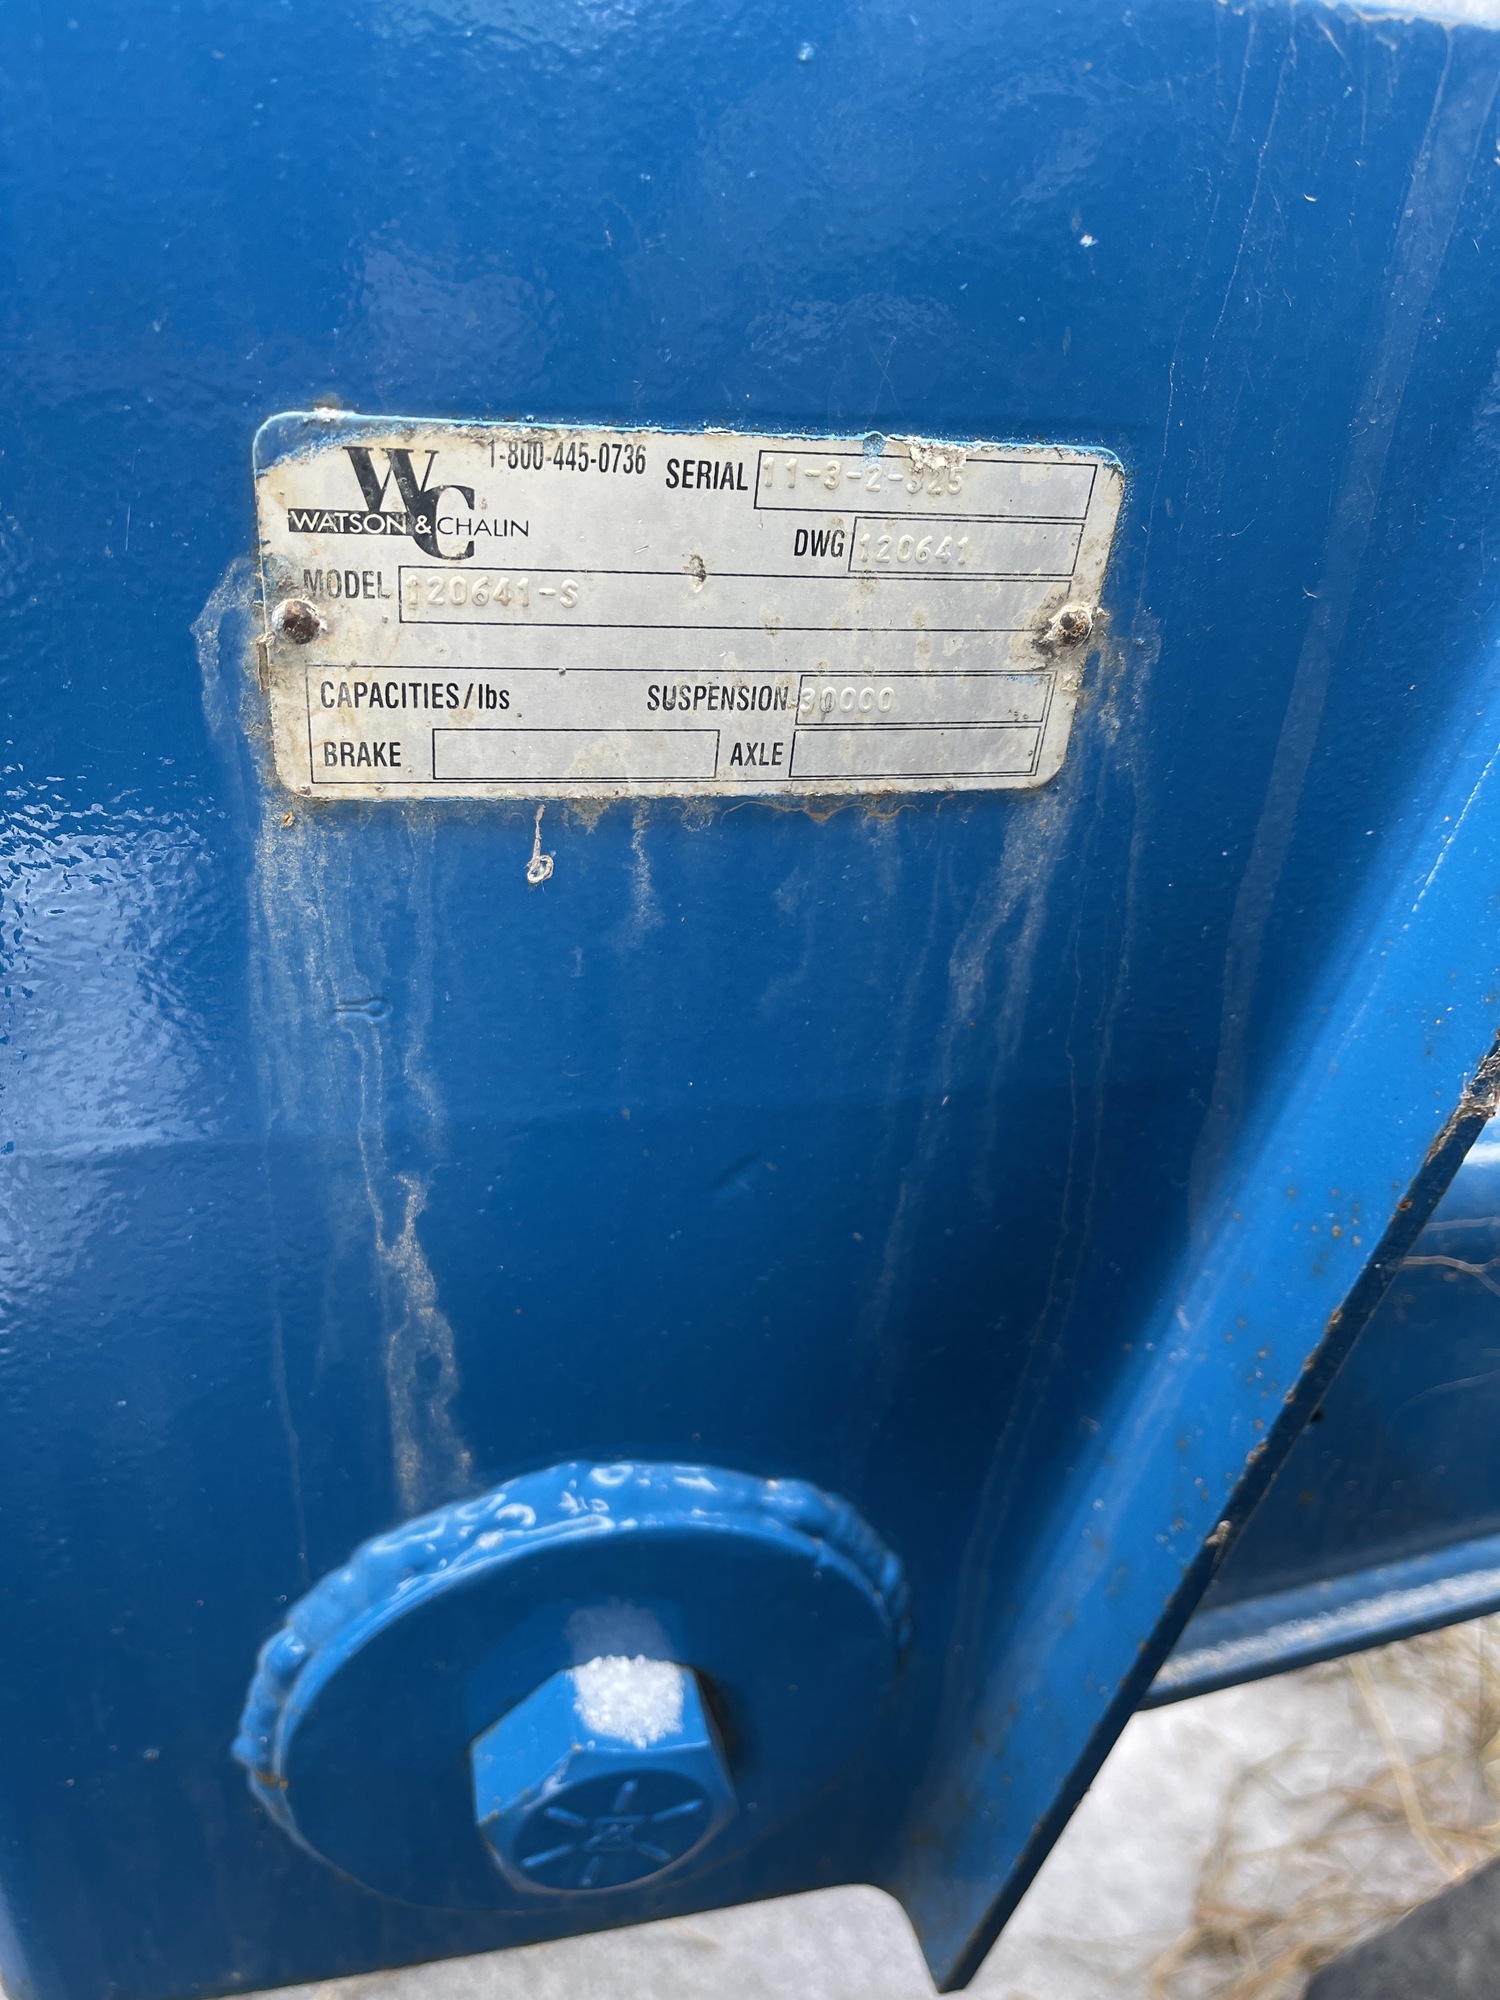 1-800-445-0736
SERIAL 11-3-2-325
WC
WATSON & CHALIN
DWG 120641
MODEL 120641-S
CAPACITIES/lbs SUSPENSION 30000
BRAKE AXLE